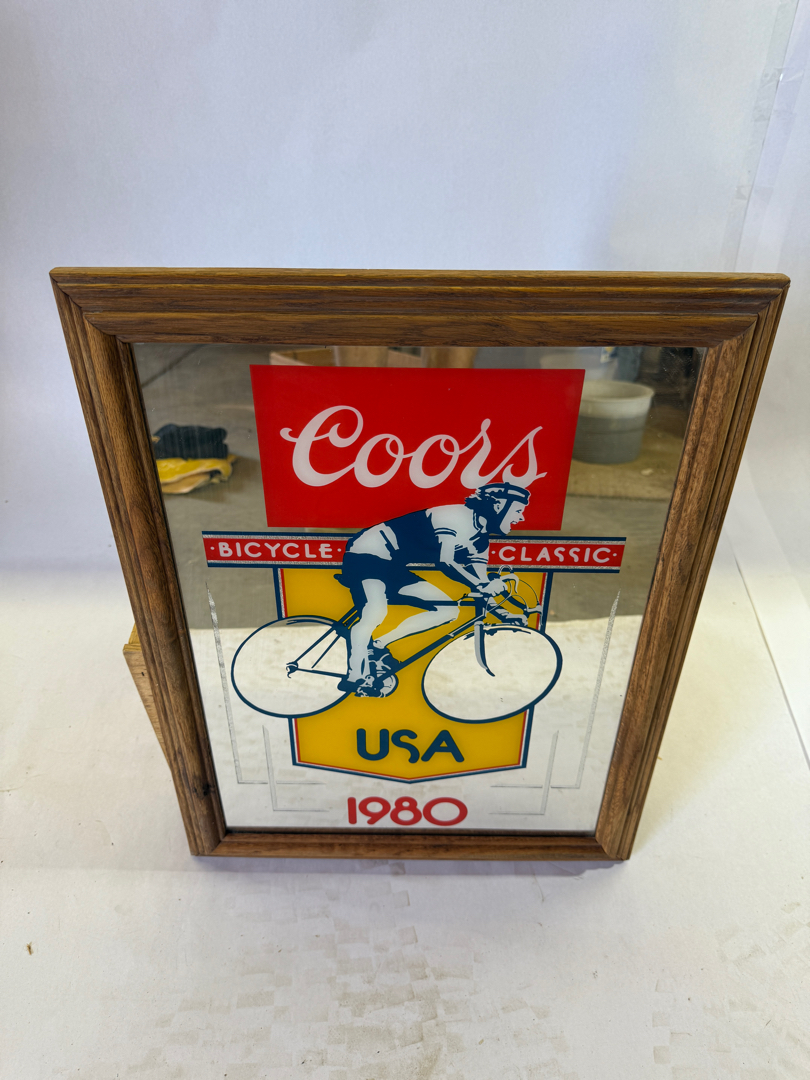 Coors
·BICYCLE· ·CLASSIC·
USA
1980